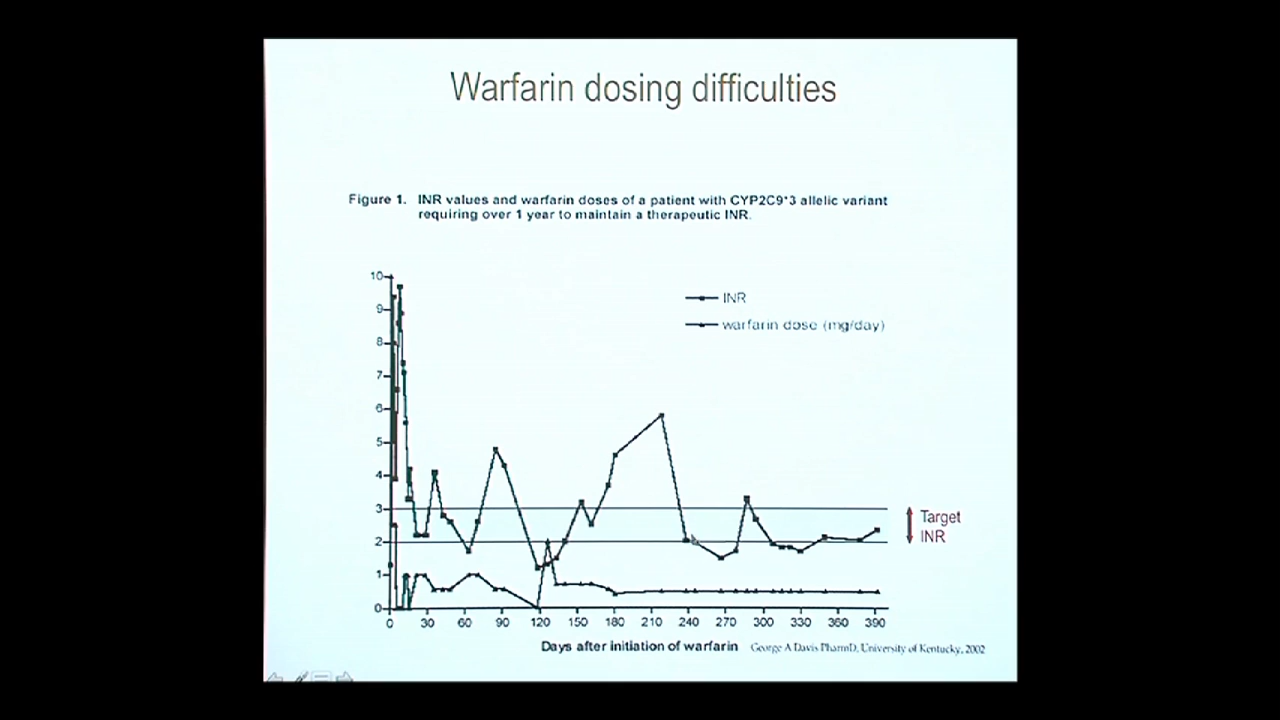 Warfarin dosing difficulties
Figure 1. INR values and warfarin doses of a patient with CYP2C9*3 allelic variant
requiring over 1 year to maintain a therapeutic INR.
INR
warfarin dose (mg/day)
10
9
8
7
6
5
4
3
2
1
0
Target
INR
0 30 60 90 120 150 180 210 240 270 300 330 360 390
Days after initiation of warfarin George A Davis PharmD, University of Kentucky, 2002